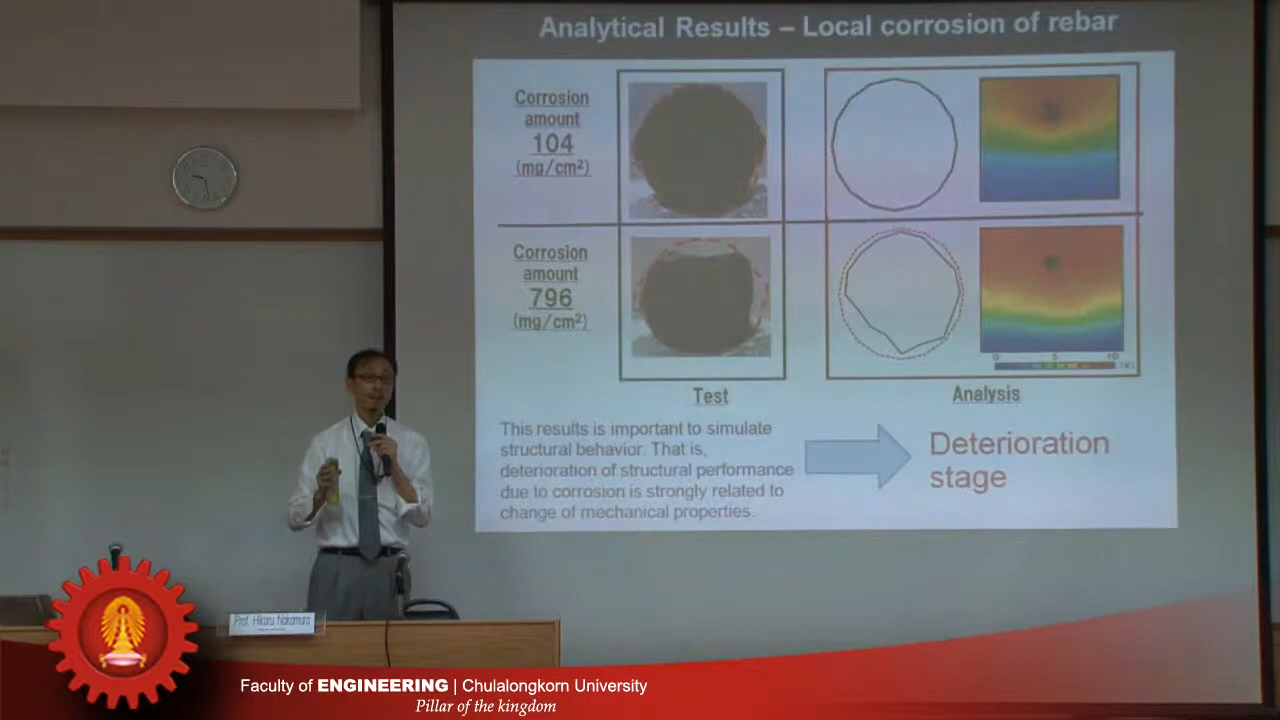 Analytical Results – Local corrosion of rebar
Corrosion
amount
104
(mg/cm²)
Corrosion
amount
796
(mg/cm²)
0 5 10
Test
Analysis
This results is important to simulate
structural behavior. That is,
deterioration of structural performance
due to corrosion is strongly related to
change of mechanical properties.
Deterioration
stage
Prof. Hikaru Nakamura
Faculty of ENGINEERING | Chulalongkorn University
Pillar of the kingdom